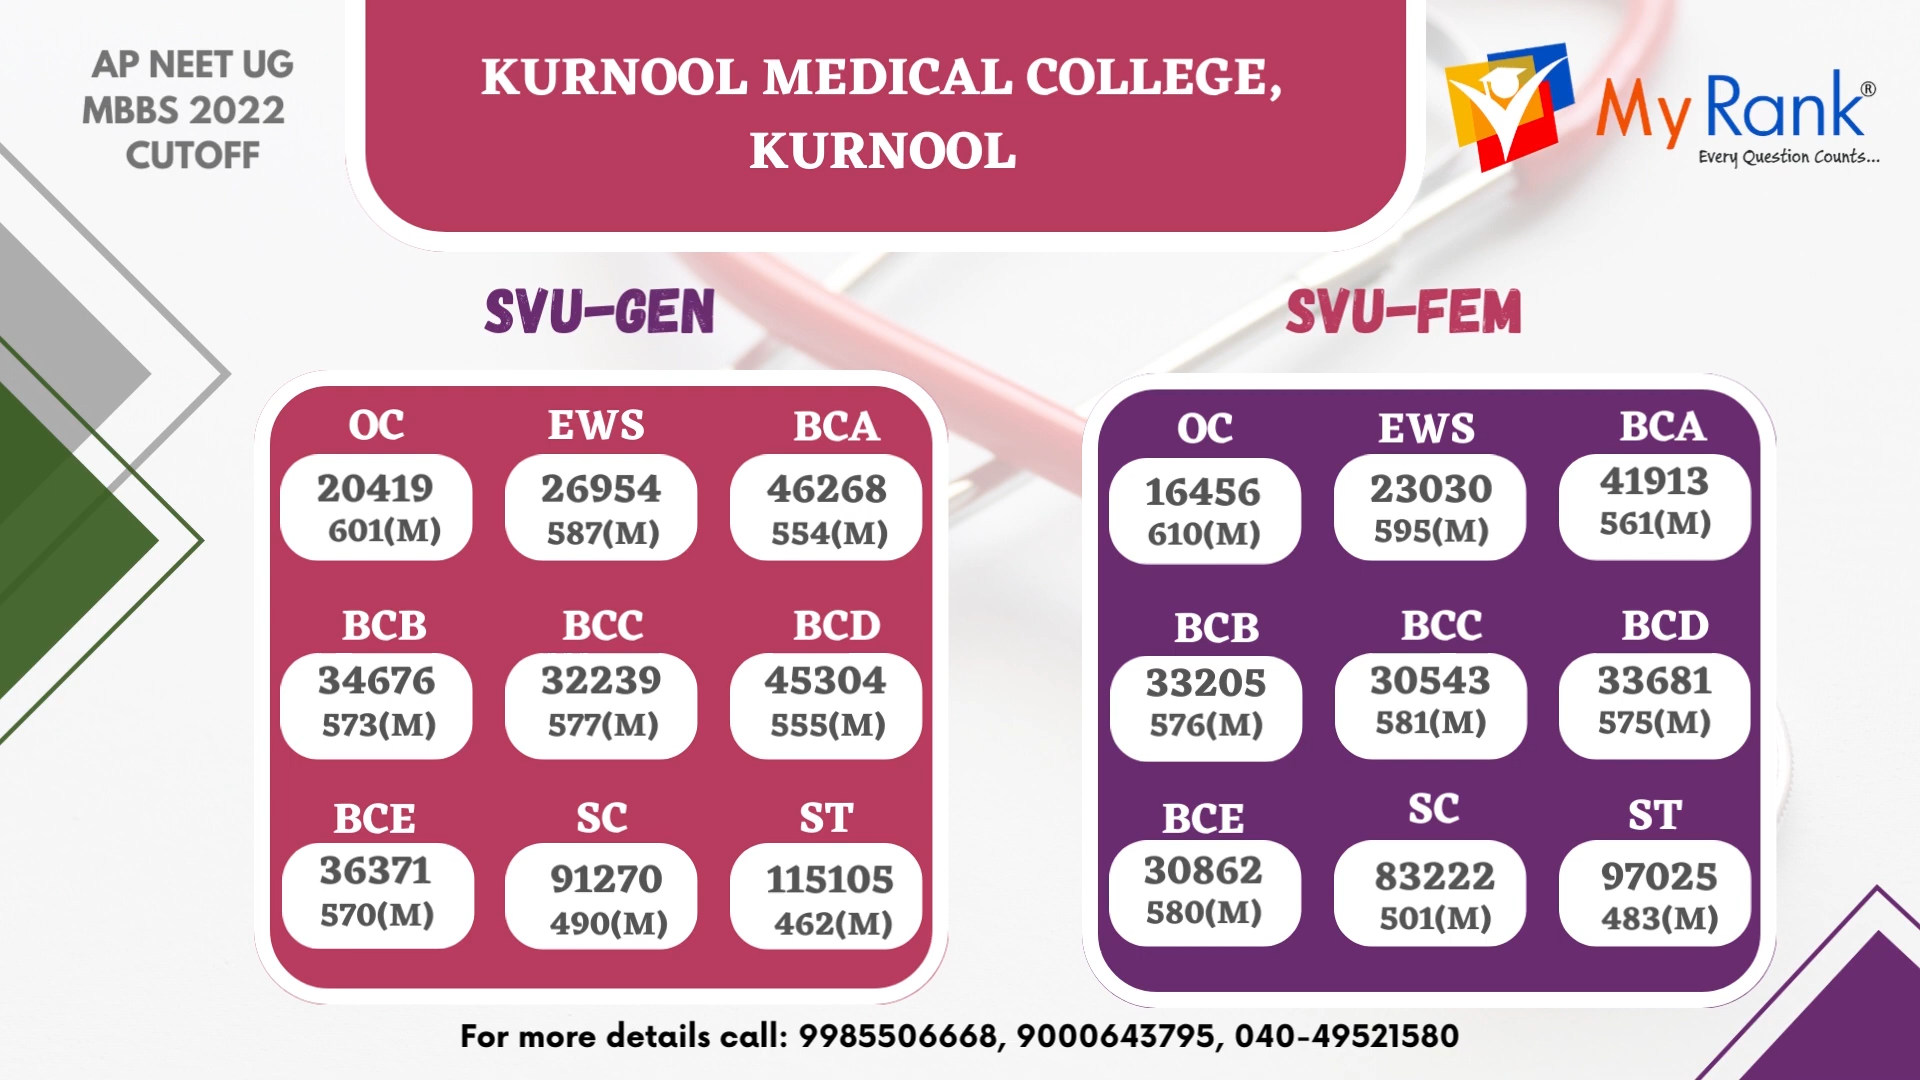 AP NEET UG
MBBS 2022
CUTOFF
KURNOOL MEDICAL COLLEGE,
KURNOOL
My Rank®
Every Question Counts...
SVU-GEN
OC EWS BCA
20419 26954 46268
601(M) 587(M) 554(M)
BCB BCC BCD
34676 32239 45304
573(M) 577(M) 555(M)
BCE SC ST
36371 91270 115105
570(M) 490(M) 462(M)
SVU-FEM
OC EWS BCA
16456 23030 41913
610(M) 595(M) 561(M)
BCB BCC BCD
33205 30543 33681
576(M) 581(M) 575(M)
BCE SC ST
30862 83222 97025
580(M) 501(M) 483(M)
For more details call: 9985506668, 9000643795, 040-49521580